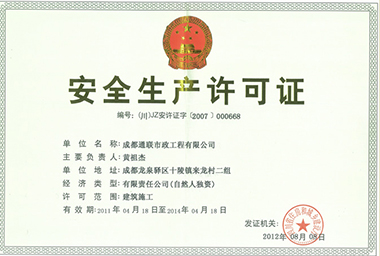 安全生产许可证
编号：（川）JZ安许证字〔2007〕000668
单位名称：成都通联市政工程有限公司
主要负责人：黄祖杰
单位地址：成都龙泉驿区十陵镇来龙村二组
经济类型：有限责任公司（自然人独资）
许可范围：建筑施工
有效期：2011年04月18日至2014年04月18日
发证机关：
2012年08月08日